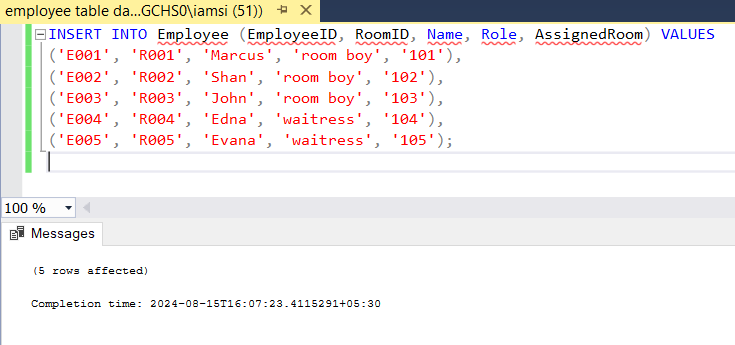 employee table da...GCHS0\iamsi (51))
INSERT INTO Employee (EmployeeID, RoomID, Name, Role, AssignedRoom) VALUES
('E001', 'R001', 'Marcus', 'room boy', '101'),
('E002', 'R002', 'Shan', 'room boy', '102'),
('E003', 'R003', 'John', 'room boy', '103'),
('E004', 'R004', 'Edna', 'waitress', '104'),
('E005', 'R005', 'Evana', 'waitress', '105');
100 %
Messages
(5 rows affected)
Completion time: 2024-08-15T16:07:23.4115291+05:30